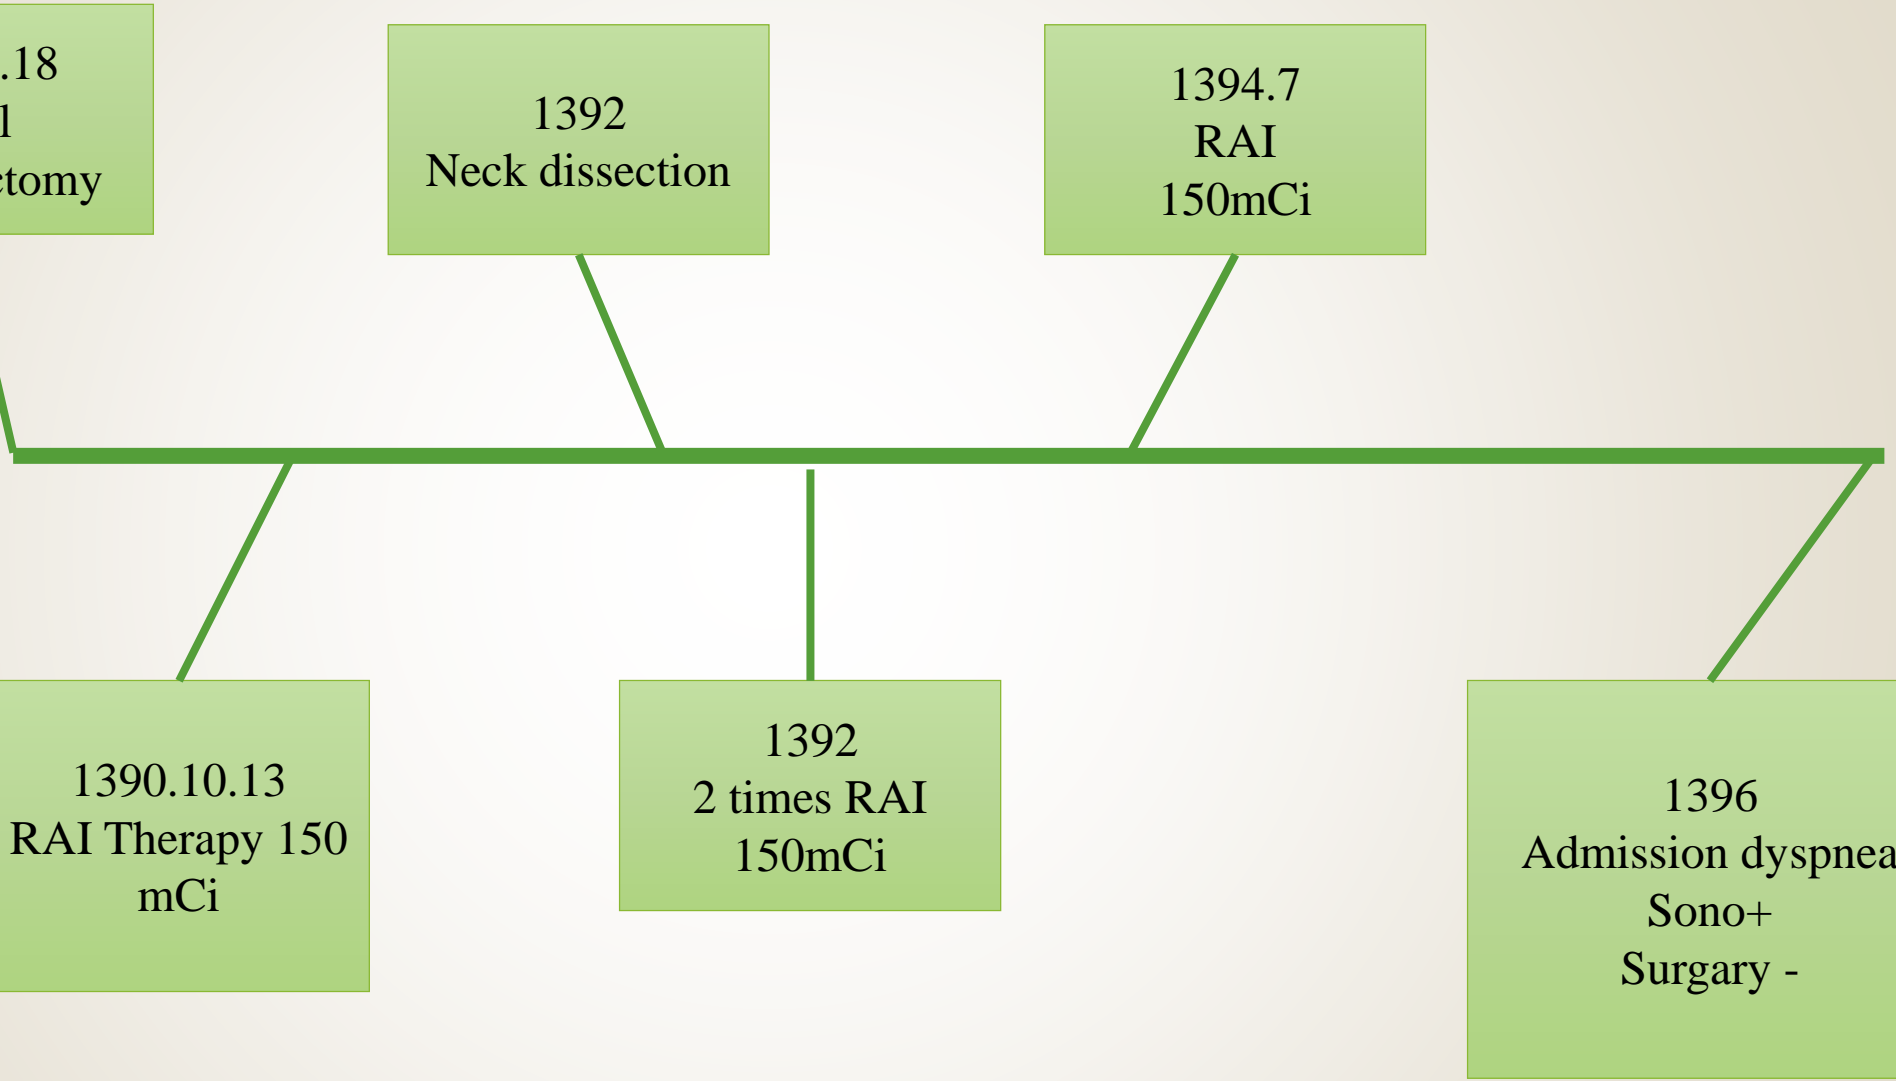 .18
l
ctomy
1392
Neck dissection
1394.7
RAI
150mCi
1390.10.13
RAI Therapy 150
mCi
1392
2 times RAI
150mCi
1396
Admission dyspnea
Sono+
Surgary -